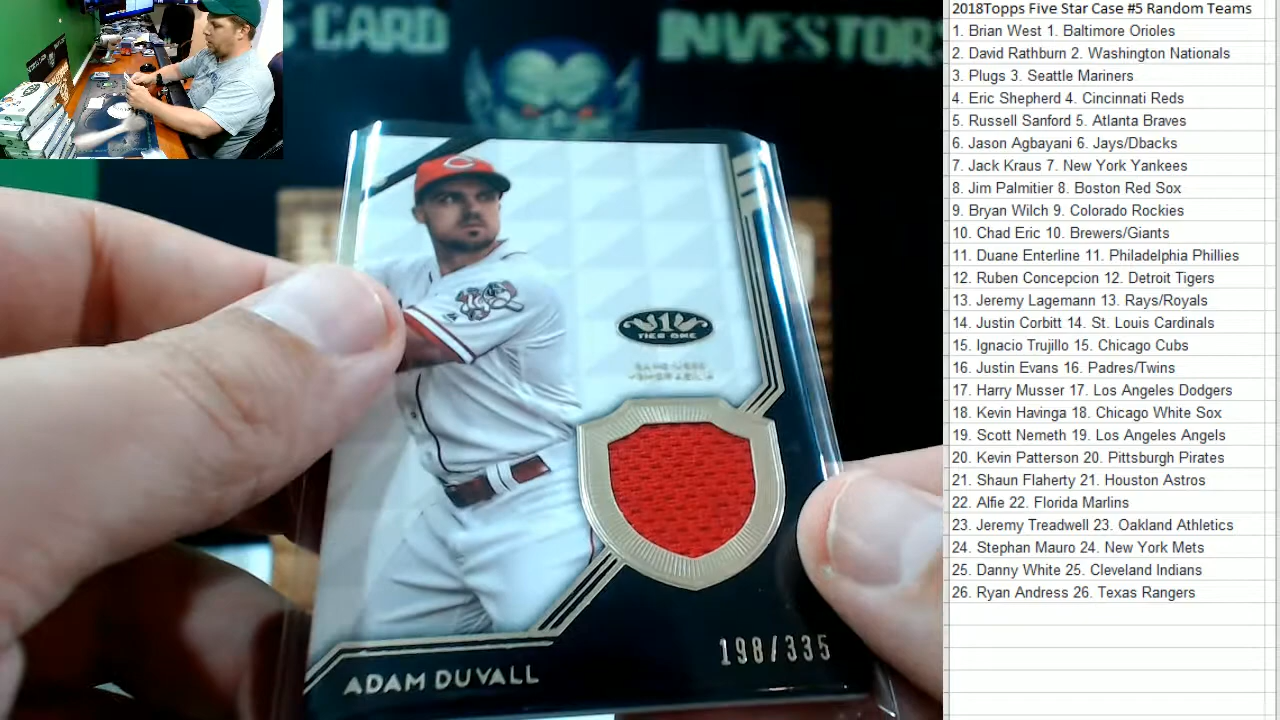 CARD INVESTOR
1
TIER ONE
MEMORABILIA
198/335
ADAM DUVALL
2018Topps Five Star Case #5 Random Teams
1. Brian West 1. Baltimore Orioles
2. David Rathburn 2. Washington Nationals
3. Plugs 3. Seattle Mariners
4. Eric Shepherd 4. Cincinnati Reds
5. Russell Sanford 5. Atlanta Braves
6. Jason Agbayani 6. Jays/Dbacks
7. Jack Kraus 7. New York Yankees
8. Jim Palmitier 8. Boston Red Sox
9. Bryan Wilch 9. Colorado Rockies
10. Chad Eric 10. Brewers/Giants
11. Duane Enterline 11. Philadelphia Phillies
12. Ruben Concepcion 12. Detroit Tigers
13. Jeremy Lagemann 13. Rays/Royals
14. Justin Corbitt 14. St. Louis Cardinals
15. Ignacio Trujillo 15. Chicago Cubs
16. Justin Evans 16. Padres/Twins
17. Harry Musser 17. Los Angeles Dodgers
18. Kevin Havinga 18. Chicago White Sox
19. Scott Nemeth 19. Los Angeles Angels
20. Kevin Patterson 20. Pittsburgh Pirates
21. Shaun Flaherty 21. Houston Astros
22. Alfie 22. Florida Marlins
23. Jeremy Treadwell 23. Oakland Athletics
24. Stephan Mauro 24. New York Mets
25. Danny White 25. Cleveland Indians
26. Ryan Andress 26. Texas Rangers